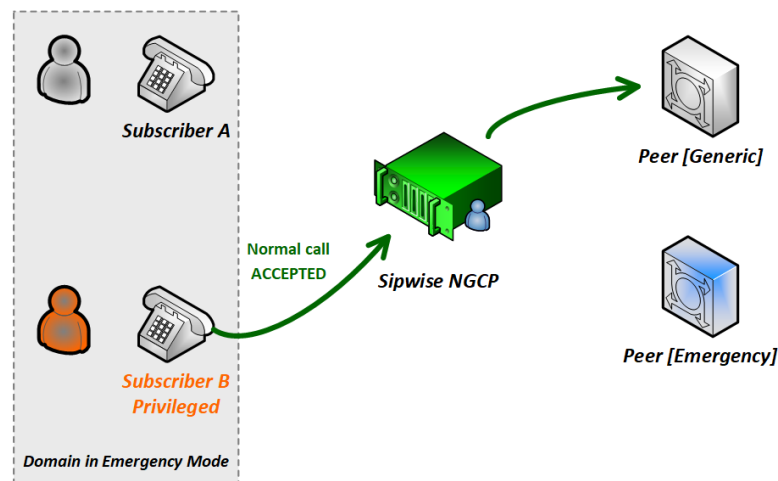 Subscriber A
Peer [Generic]
Normal call
ACCEPTED
Sipwise NGCP
Subscriber B
Privileged
Peer [Emergency]
Domain in Emergency Mode